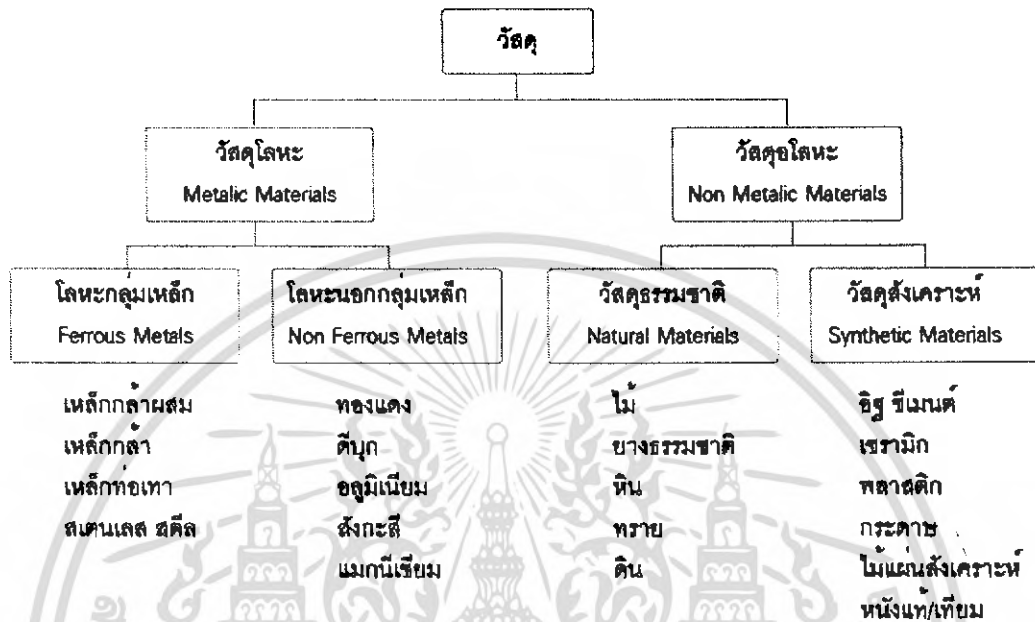 วัสดุ
วัสดุโลหะ
Metalic Materials
วัสดุอโลหะ
Non Metalic Materials
โลหะกลุ่มเหล็ก
Ferrous Metals
โลหะนอกกลุ่มเหล็ก
Non Ferrous Metals
วัสดุธรรมชาติ
Natural Materials
วัสดุสังเคราะห์
Synthetic Materials
เหล็กกล้าผสม
เหล็กกล้า
เหล็กท่อเทา
สแตนเลส สตีล
ทองแดง
ดีบุก
อลูมิเนียม
สังกะสี
แมกนีเซียม
ไม้
ยางธรรมชาติ
หิน
ทราย
ดิน
อิฐ ซีเมนต์
เซรามิก
พลาสติก
กระดาษ
ไม้แผ่นสังเคราะห์
หนังแท้/เทียม